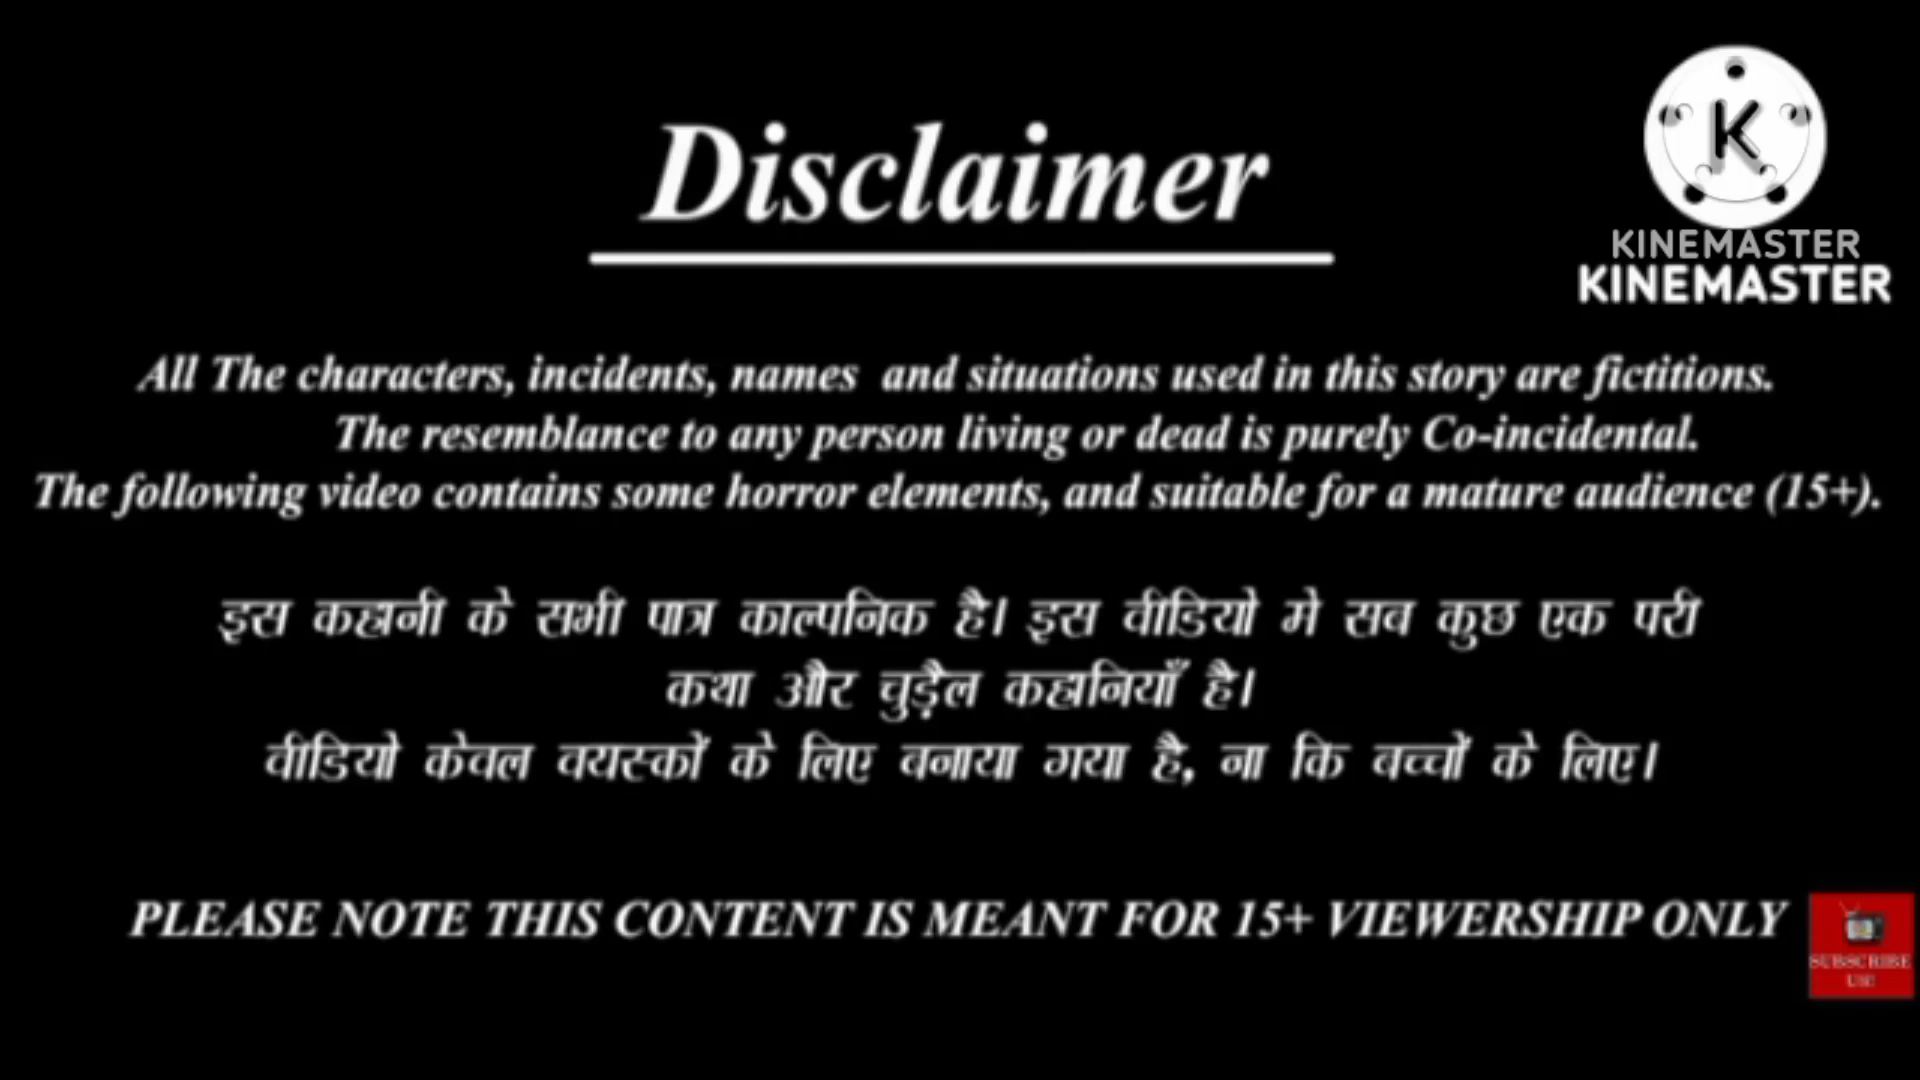 Disclaimer
K
KINEMASTER
KINEMASTER
All The characters, incidents, names and situations used in this story are fictitions.
The resemblance to any person living or dead is purely Co-incidental.
The following video contains some horror elements, and suitable for a mature audience (15+).
इस कहानी के सभी पात्र काल्पनिक है। इस वीडियो मे सब कुछ एक परी
कथा और चुड़ैल कहानियाँ है।
वीडियो केवल वयस्कों के लिए बनाया गया है, ना कि बच्चों के लिए।
PLEASE NOTE THIS CONTENT IS MEANT FOR 15+ VIEWERSHIP ONLY
SUBSCRIBE